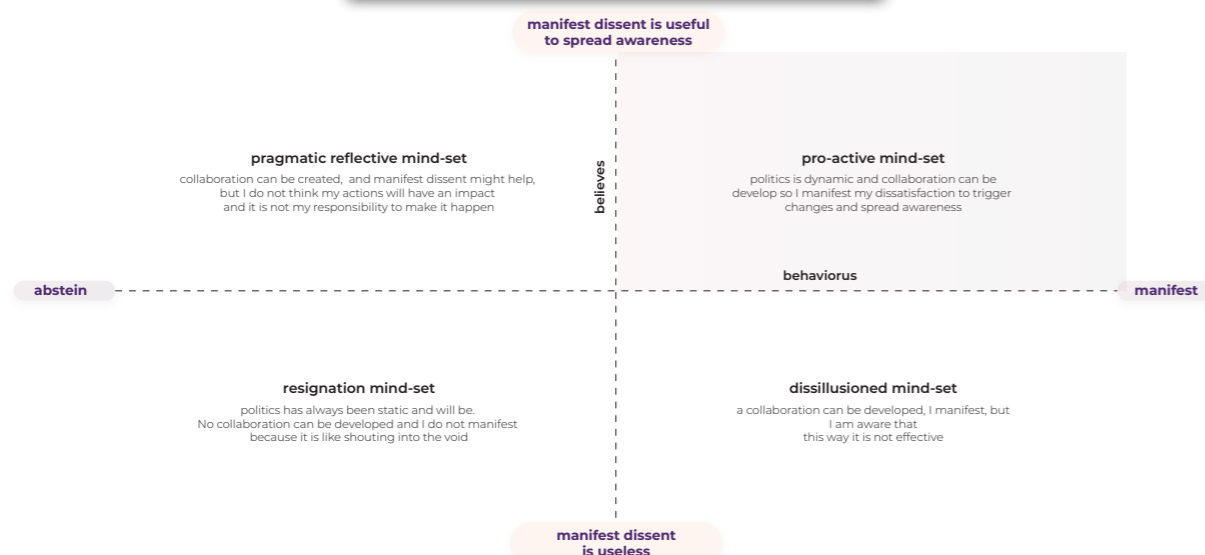 manifest dissent is useful
to spread awareness
pragmatic reflective mind-set
collaboration can be created, and manifest dissent might help,
but I do not think my actions will have an impact
and it is not my responsibility to make it happen
believes
pro-active mind-set
politics is dynamic and collaboration can be
develop so I manifest my dissatisfaction to trigger
changes and spread awareness
behaviorus
abstein
manifest
resignation mind-set
politics has always been static and will be.
No collaboration can be developed and I do not manifest
because it is like shouting into the void
dissillusioned mind-set
a collaboration can be developed, I manifest, but
I am aware that
this way it is not effective
manifest dissent
is useless